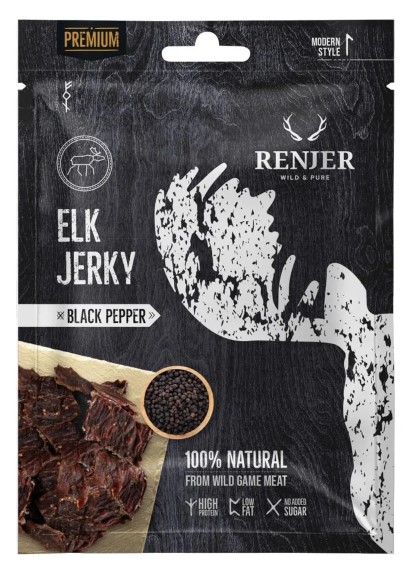 PREMIUM
MODERN
STYLE
RENJER
WILD & PURE
ELK
JERKY
BLACK PEPPER
100% NATURAL
FROM WILD GAME MEAT
HIGH
PROTEIN
LOW
FAT
NO ADDED
SUGAR